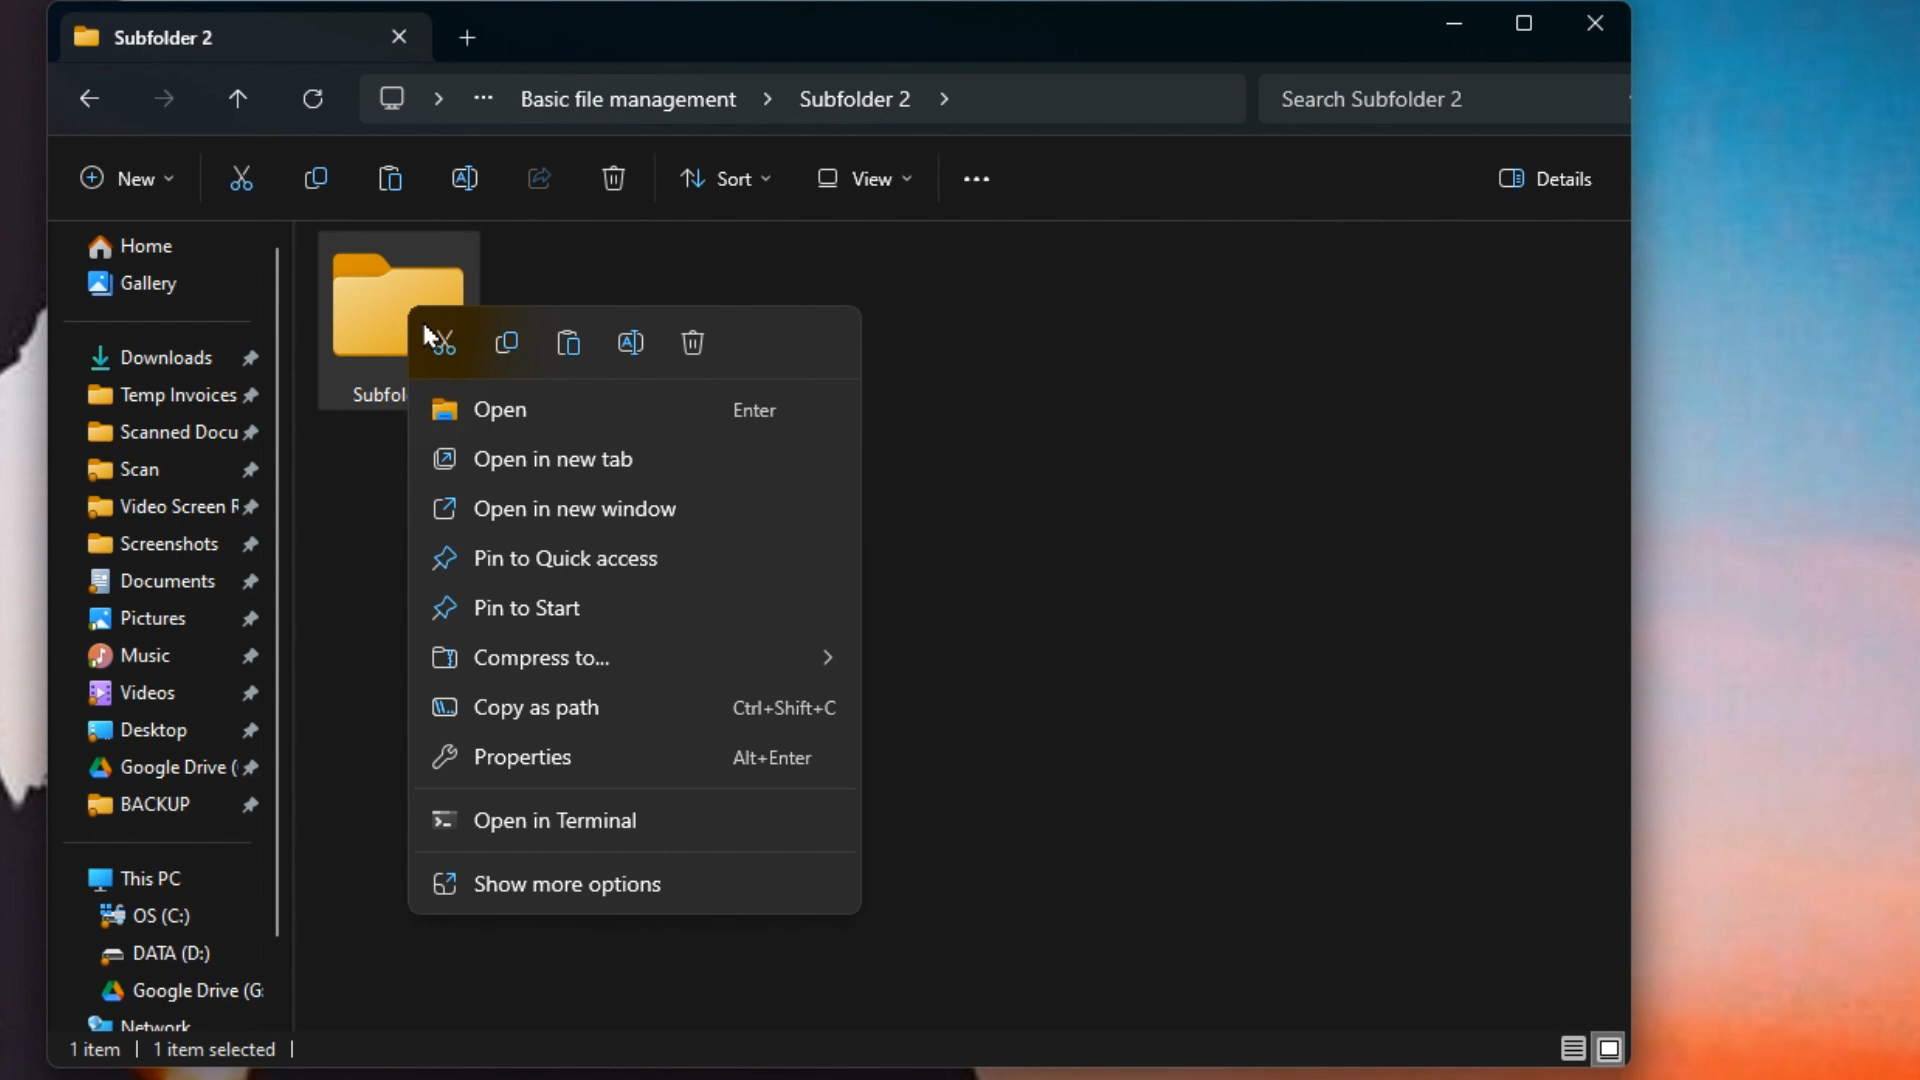 Subfolder 2
Basic file management
Subfolder 2
Search Subfolder 2
New
Sort
View
Details
Home
Gallery
Downloads
Temp Invoices
Scanned Docu
Scan
Video Screen R
Screenshots
Documents
Pictures
Music
Videos
Desktop
Google Drive (
BACKUP
This PC
OS (C:)
DATA (D:)
Google Drive (G:
Network
Subfol
Open Enter
Open in new tab
Open in new window
Pin to Quick access
Pin to Start
Compress to...
Copy as path Ctrl+Shift+C
Properties Alt+Enter
Open in Terminal
Show more options
1 item | 1 item selected |